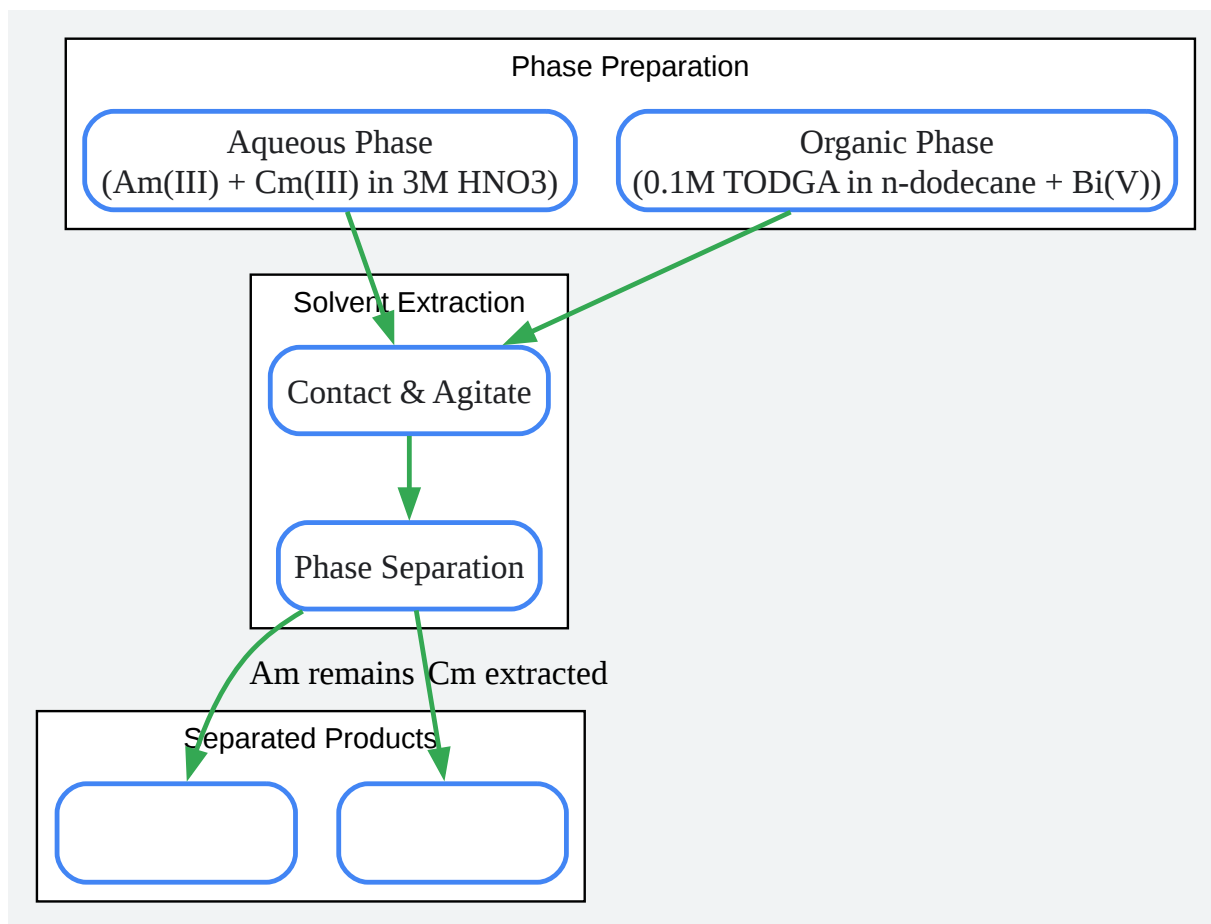 Phase Preparation
Aqueous Phase
(Am(III) + Cm(III) in 3M HNO3)
Organic Phase
(0.1M TODGA in n-dodecane + Bi(V))
Solvent Extraction
Contact & Agitate
Phase Separation
Am remains
Cm extracted
Separated Products